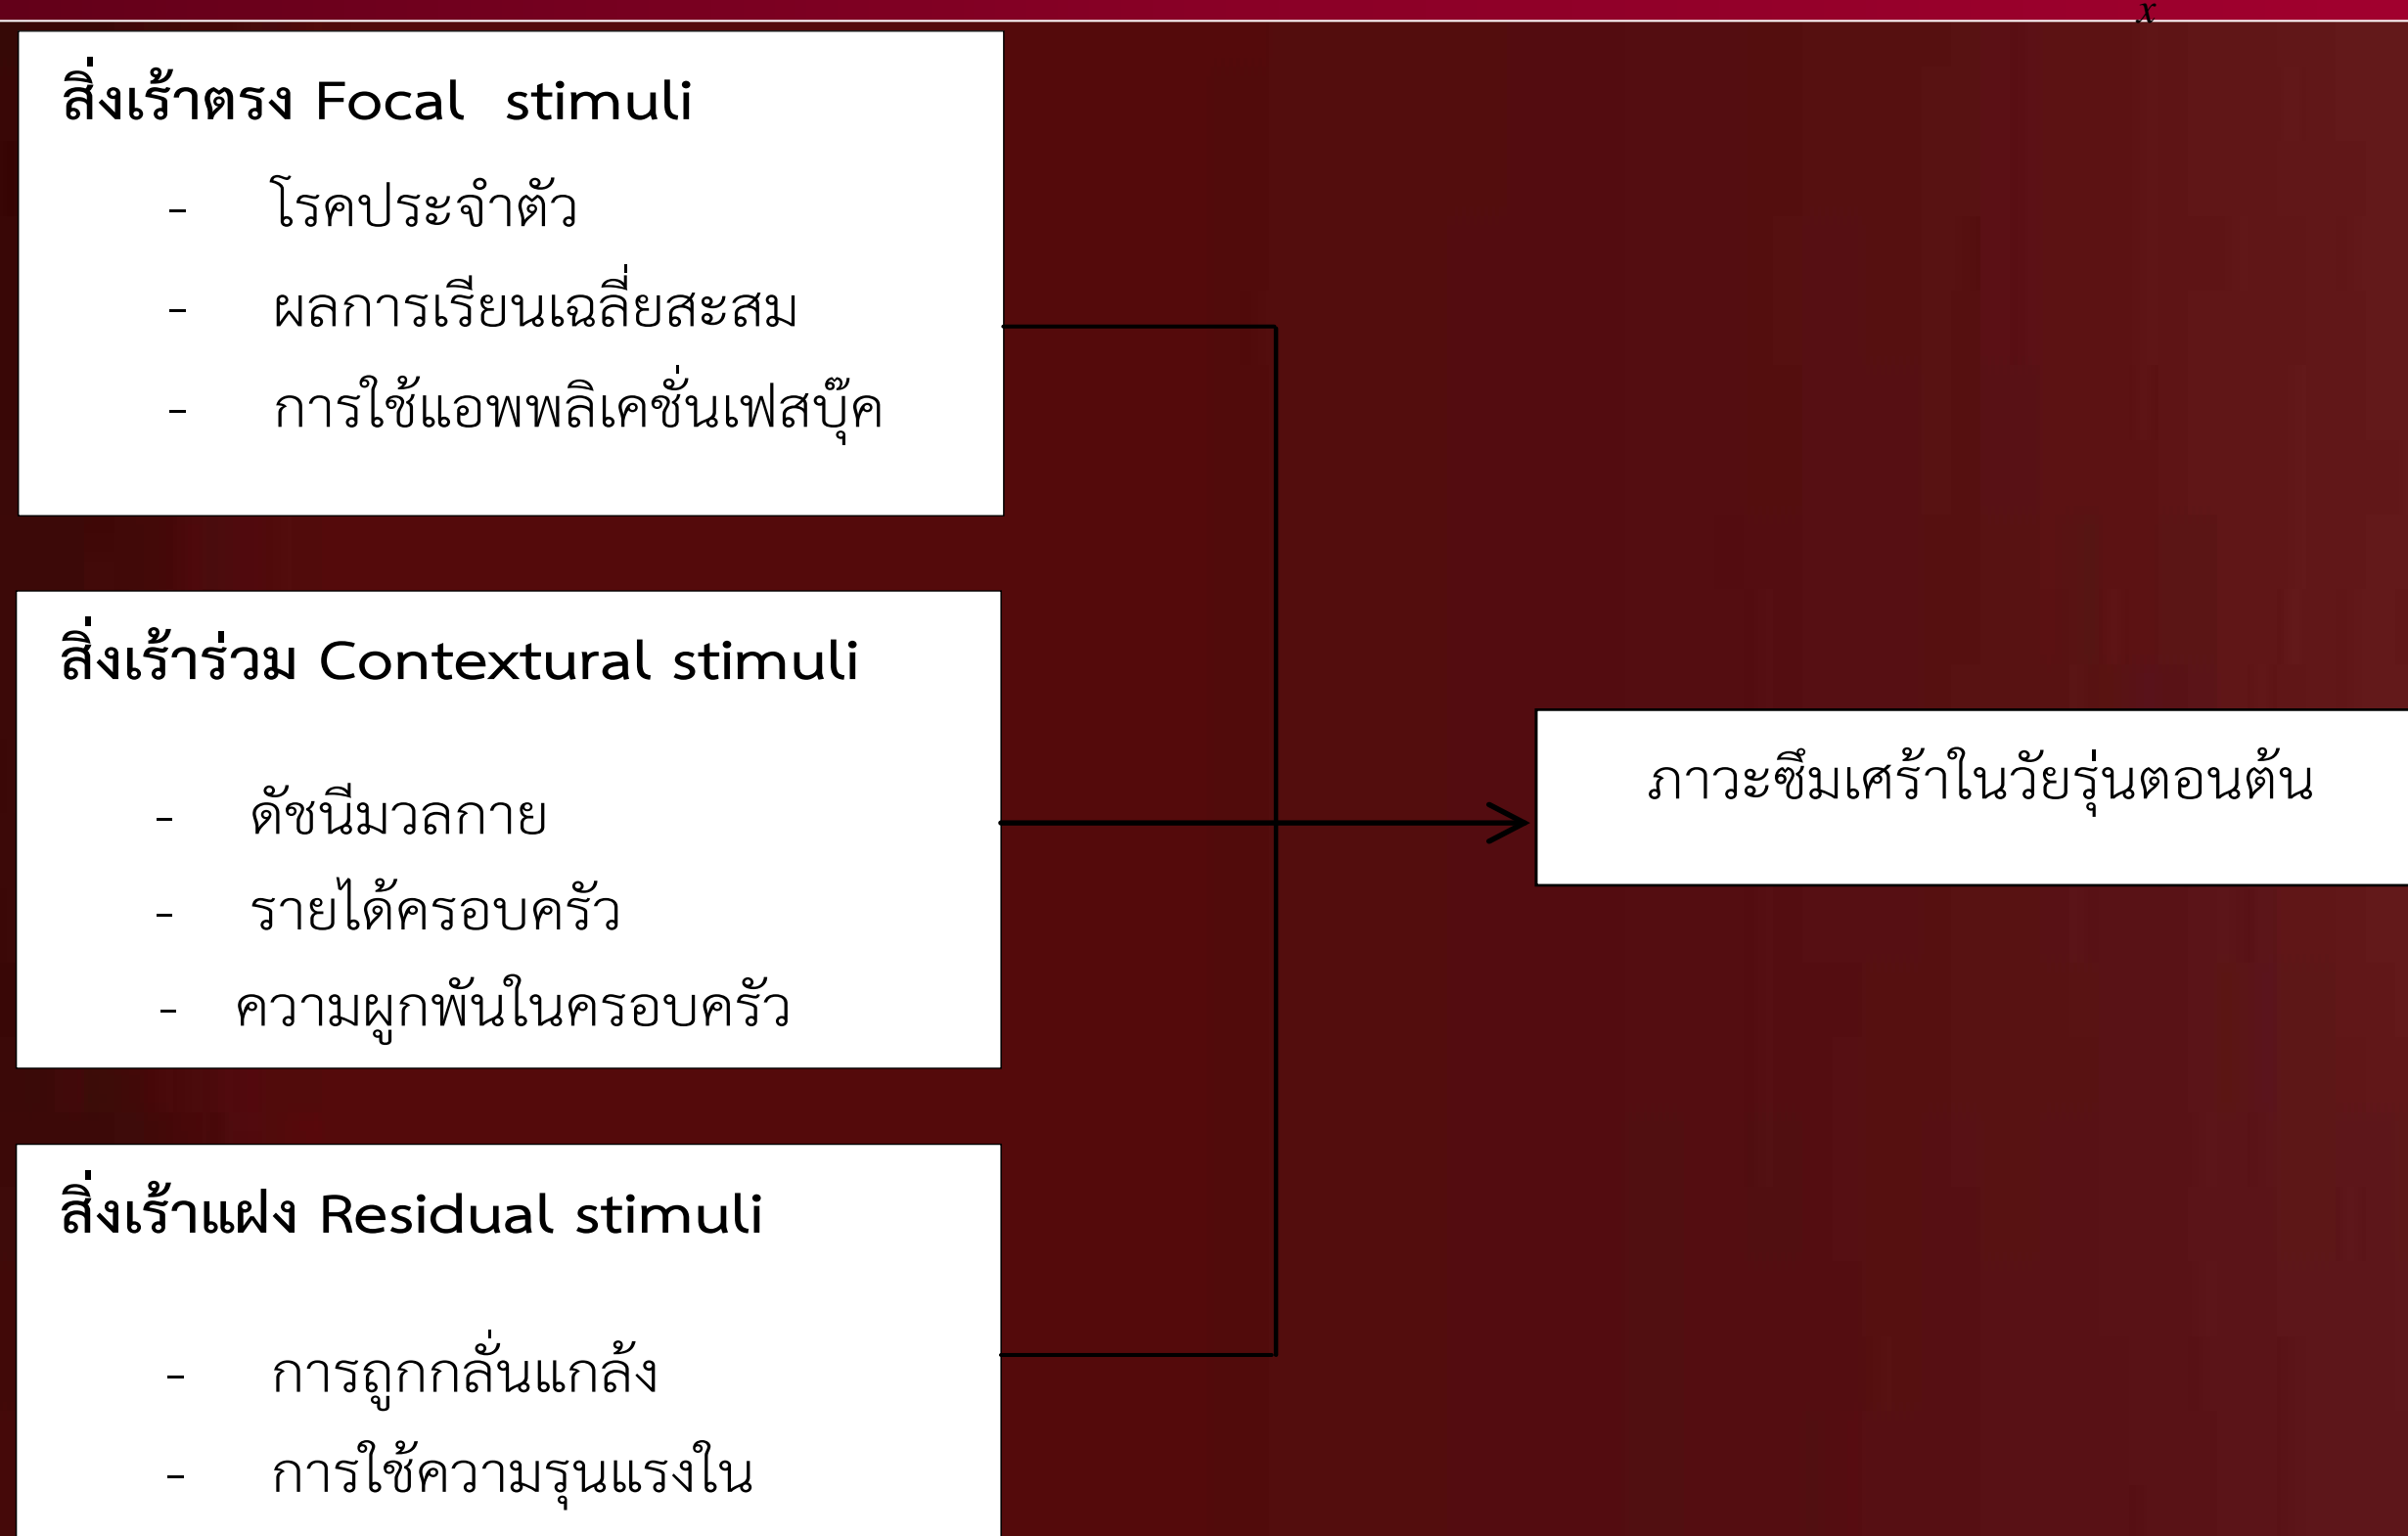 x
สิ่งเร้าตรง Focal  stimuli
- โรคประจำตัว
- ผลการเรียนเฉลี่ยสะสม
- การใช้แอพพลิเคชั่นเฟสบุ๊ค
สิ่งเร้าร่วม Contextural stimuli
- ดัชนีมวลกาย
- รายได้ครอบครัว
- ความผูกพันในครอบครัว
ภาวะซึมเศร้าในวัยรุ่นตอนต้น
สิ่งเร้าแฝง Residual stimuli
- การถูกกลั่นแกล้ง
- การใช้ความรุนแรงใน